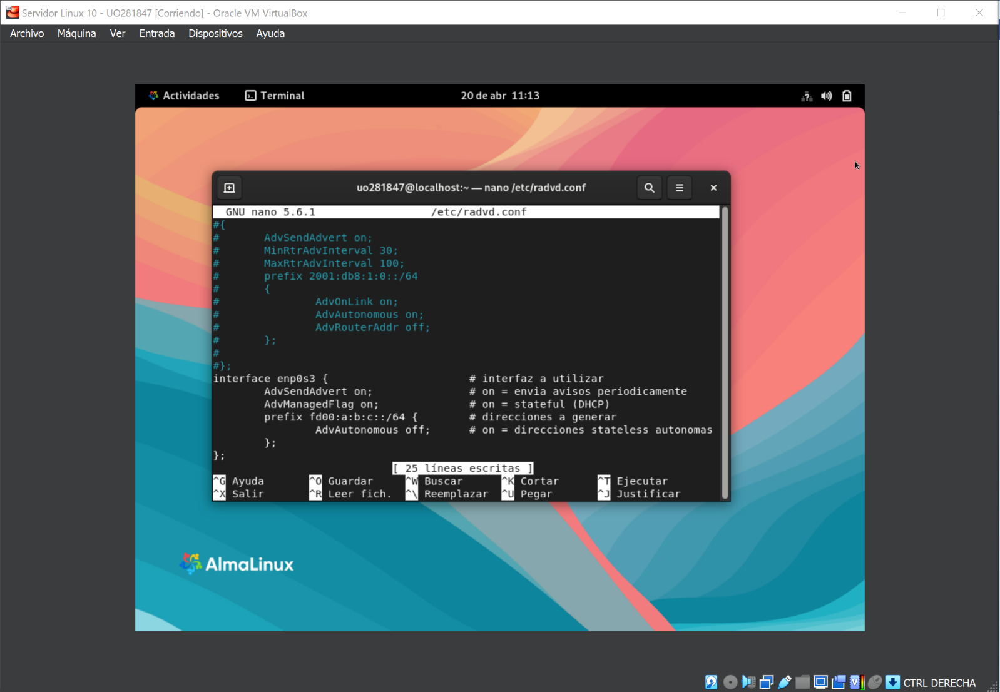 Servidor Linux 10 - UO281847 [Corriendo] - Oracle VM VirtualBox
Archivo Máquina Ver Entrada Dispositivos Ayuda
Actividades Terminal 20 de abr 11:13
uo281847@localhost:~ — nano /etc/radvd.conf
GNU nano 5.6.1 /etc/radvd.conf
#{
# AdvSendAdvert on;
# MinRtrAdvInterval 30;
# MaxRtrAdvInterval 100;
# prefix 2001:db8:1:0::/64
# {
# AdvOnLink on;
# AdvAutonomous on;
# AdvRouterAddr off;
# };
#
#};
interface enp0s3 { # interfaz a utilizar
AdvSendAdvert on; # on = envia avisos periodicamente
AdvManagedFlag on; # on = stateful (DHCP)
prefix fd00:a:b:c::/64 { # direcciones a generar
AdvAutonomous off; # on = direcciones stateless autonomas
};
};
[ 25 líneas escritas ]
^G Ayuda ^O Guardar ^W Buscar ^K Cortar ^T Ejecutar
^X Salir ^R Leer fich. ^\ Reemplazar ^U Pegar ^J Justificar
AlmaLinux
CTRL DERECHA